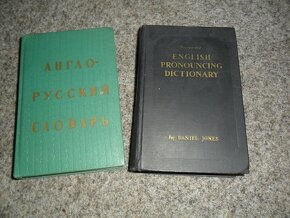 АНГЛО-
РУССКИЙ
СЛОВАРЬ
ENGLISH
PRONOUNCING
DICTIONARY
by DANIEL JONES